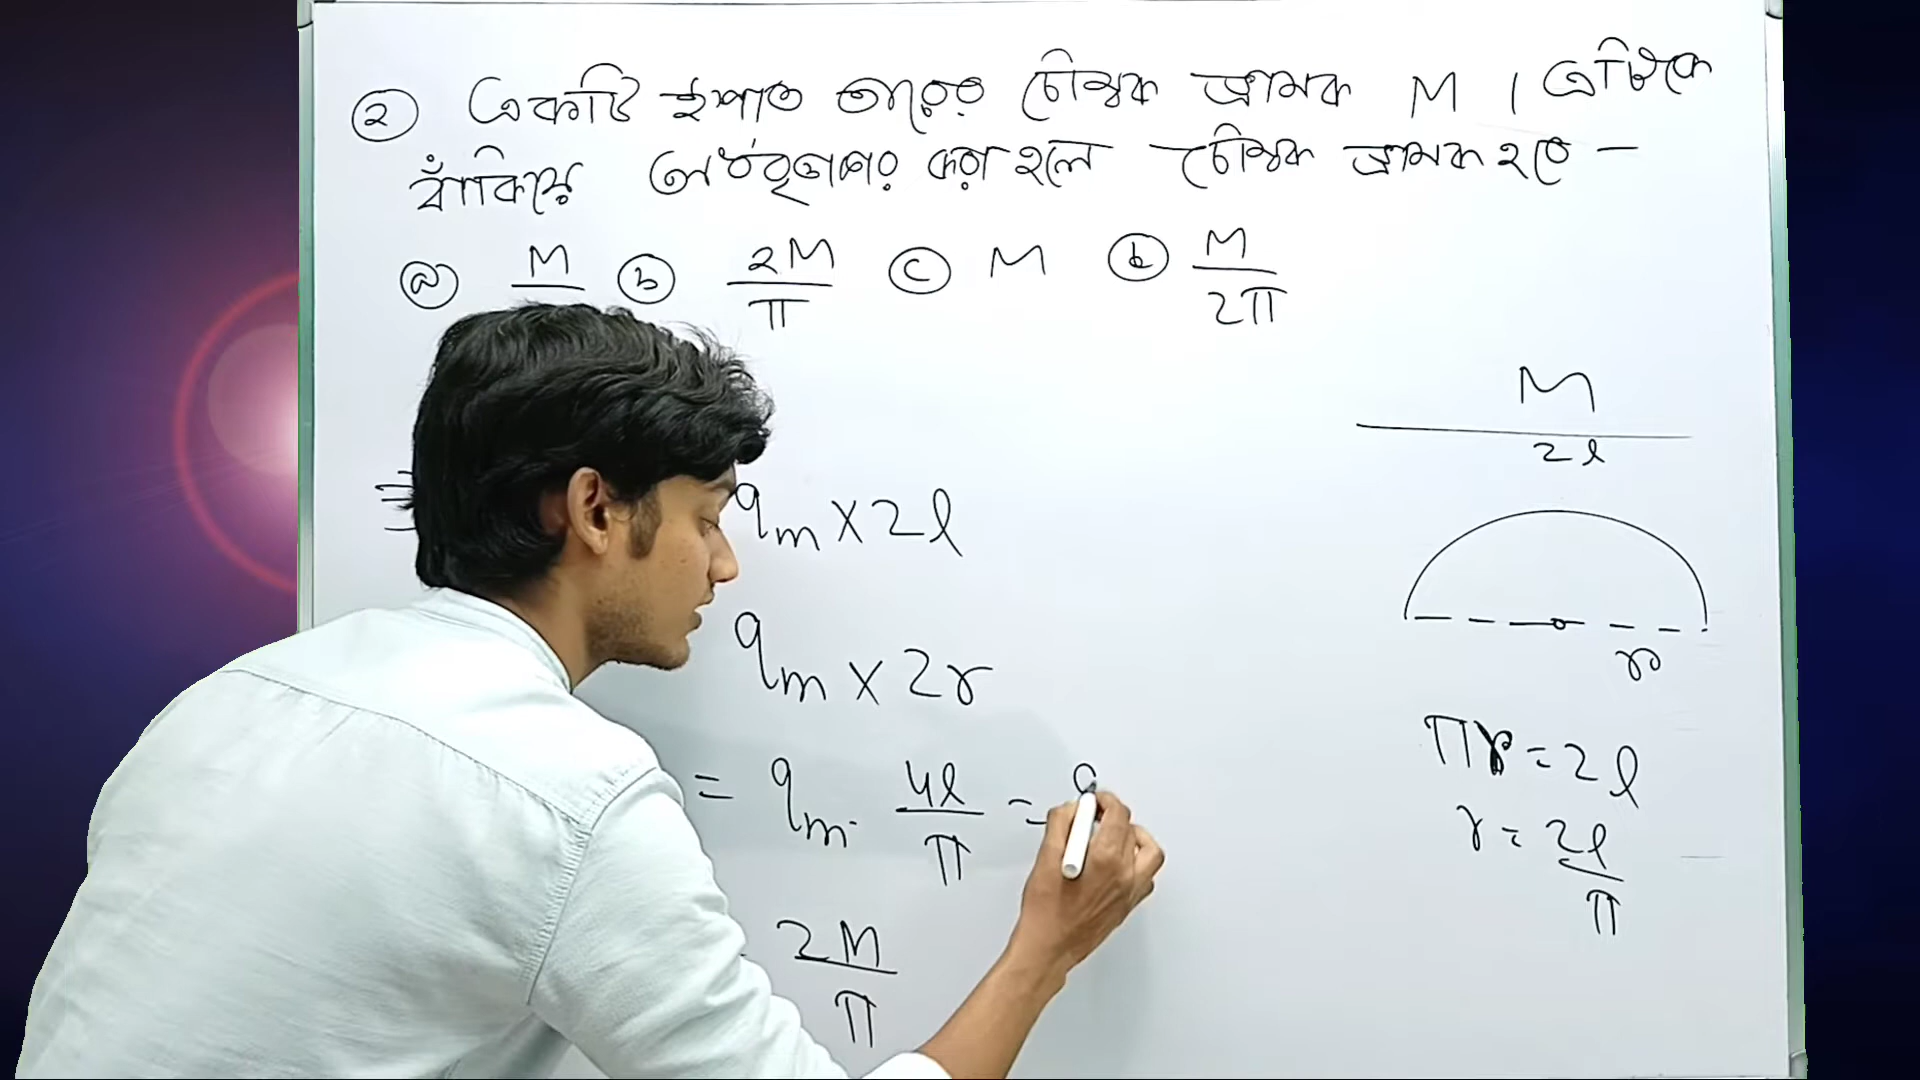 ২ একটি ইস্পাত তারের চৌম্বক ভ্রামক M । এটিকে
বাঁকিয়ে অর্ধবৃত্তাকার করা হলে চৌম্বক ভ্রামক হবে –
a M b 2M/π c M d M/2π
M
2l
qm × 2l
qm × 2r
r
πr = 2l
= qm · 4l/π =
r = 2l/π
2M/π